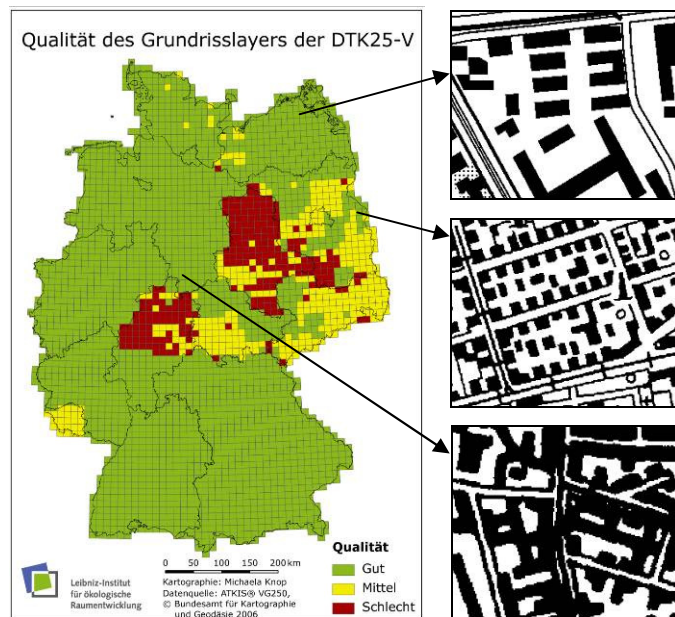 Qualität des Grundrisslayers der DTK25-V
Leibniz-Institut
für ökologische
Raumentwicklung
0 50 100 150 200 km
Kartographie: Michaela Knop
Datenquelle: ATKIS® VG250,
© Bundesamt für Kartographie
und Geodäsie 2006
Qualität
Gut
Mittel
Schlecht